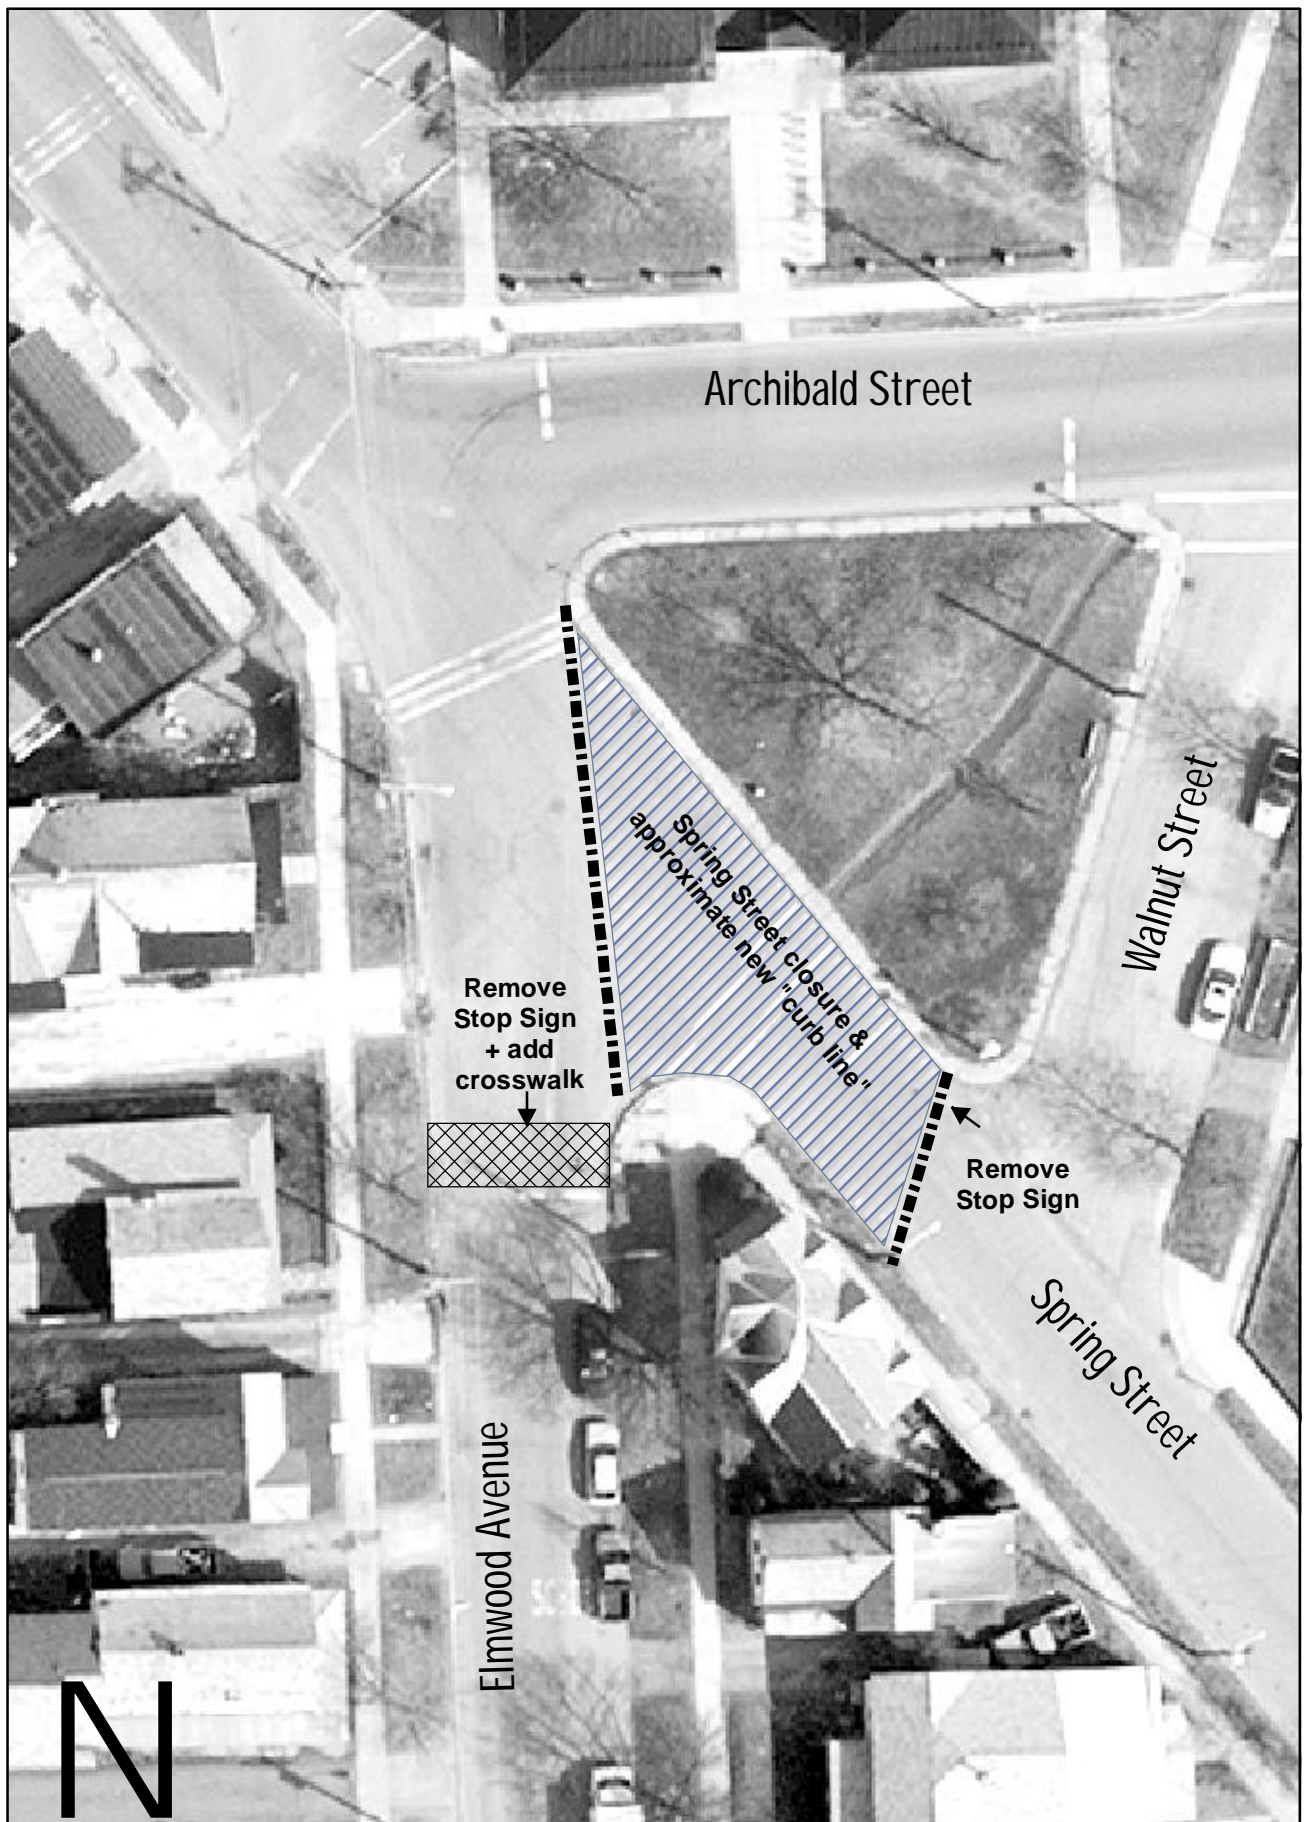 Archibald Street
Walnut Street
Spring Street closure &
approximate new "curb line"
Remove
Stop Sign
+ add
crosswalk
Remove
Stop Sign
Spring Street
Elmwood Avenue
N